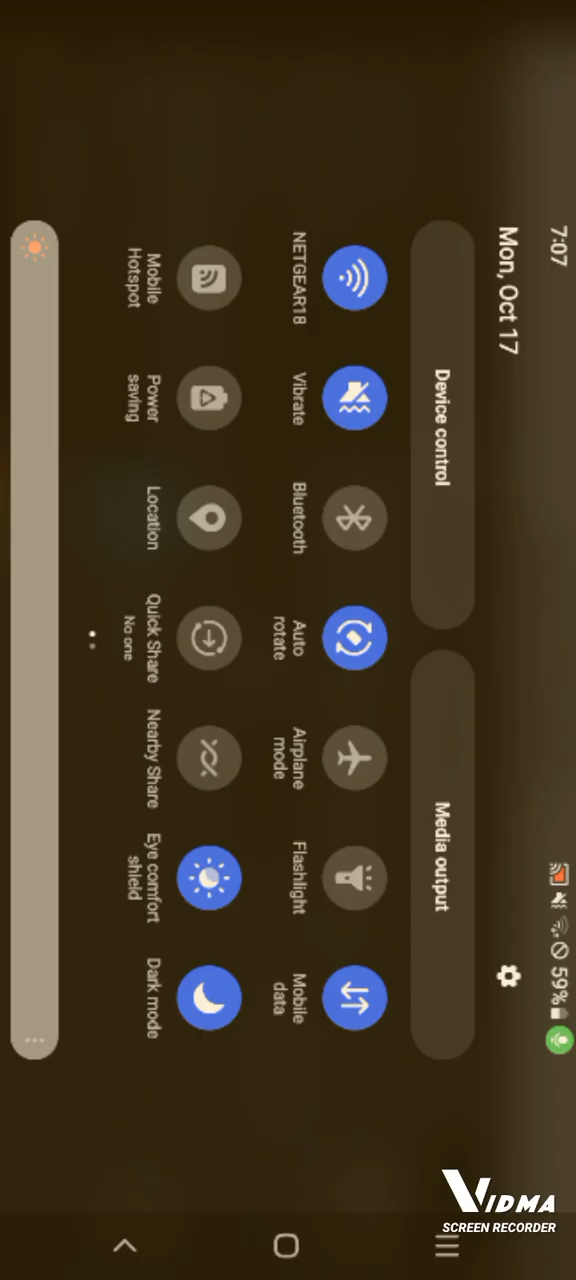 7:07
59%
Mon, Oct 17
Device control
Media output
NETGEAR18
Vibrate
Bluetooth
Auto
rotate
Airplane
mode
Flashlight
Mobile
data
Mobile
Hotspot
Power
saving
Location
Quick Share
No one
Nearby Share
Eye comfort
shield
Dark mode
VIDMA
SCREEN RECORDER